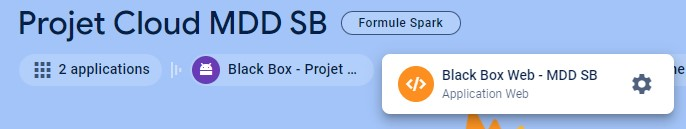 Projet Cloud MDD SB
Formule Spark
2 applications
Black Box - Projet ...
Black Box Web - MDD SB
Application Web